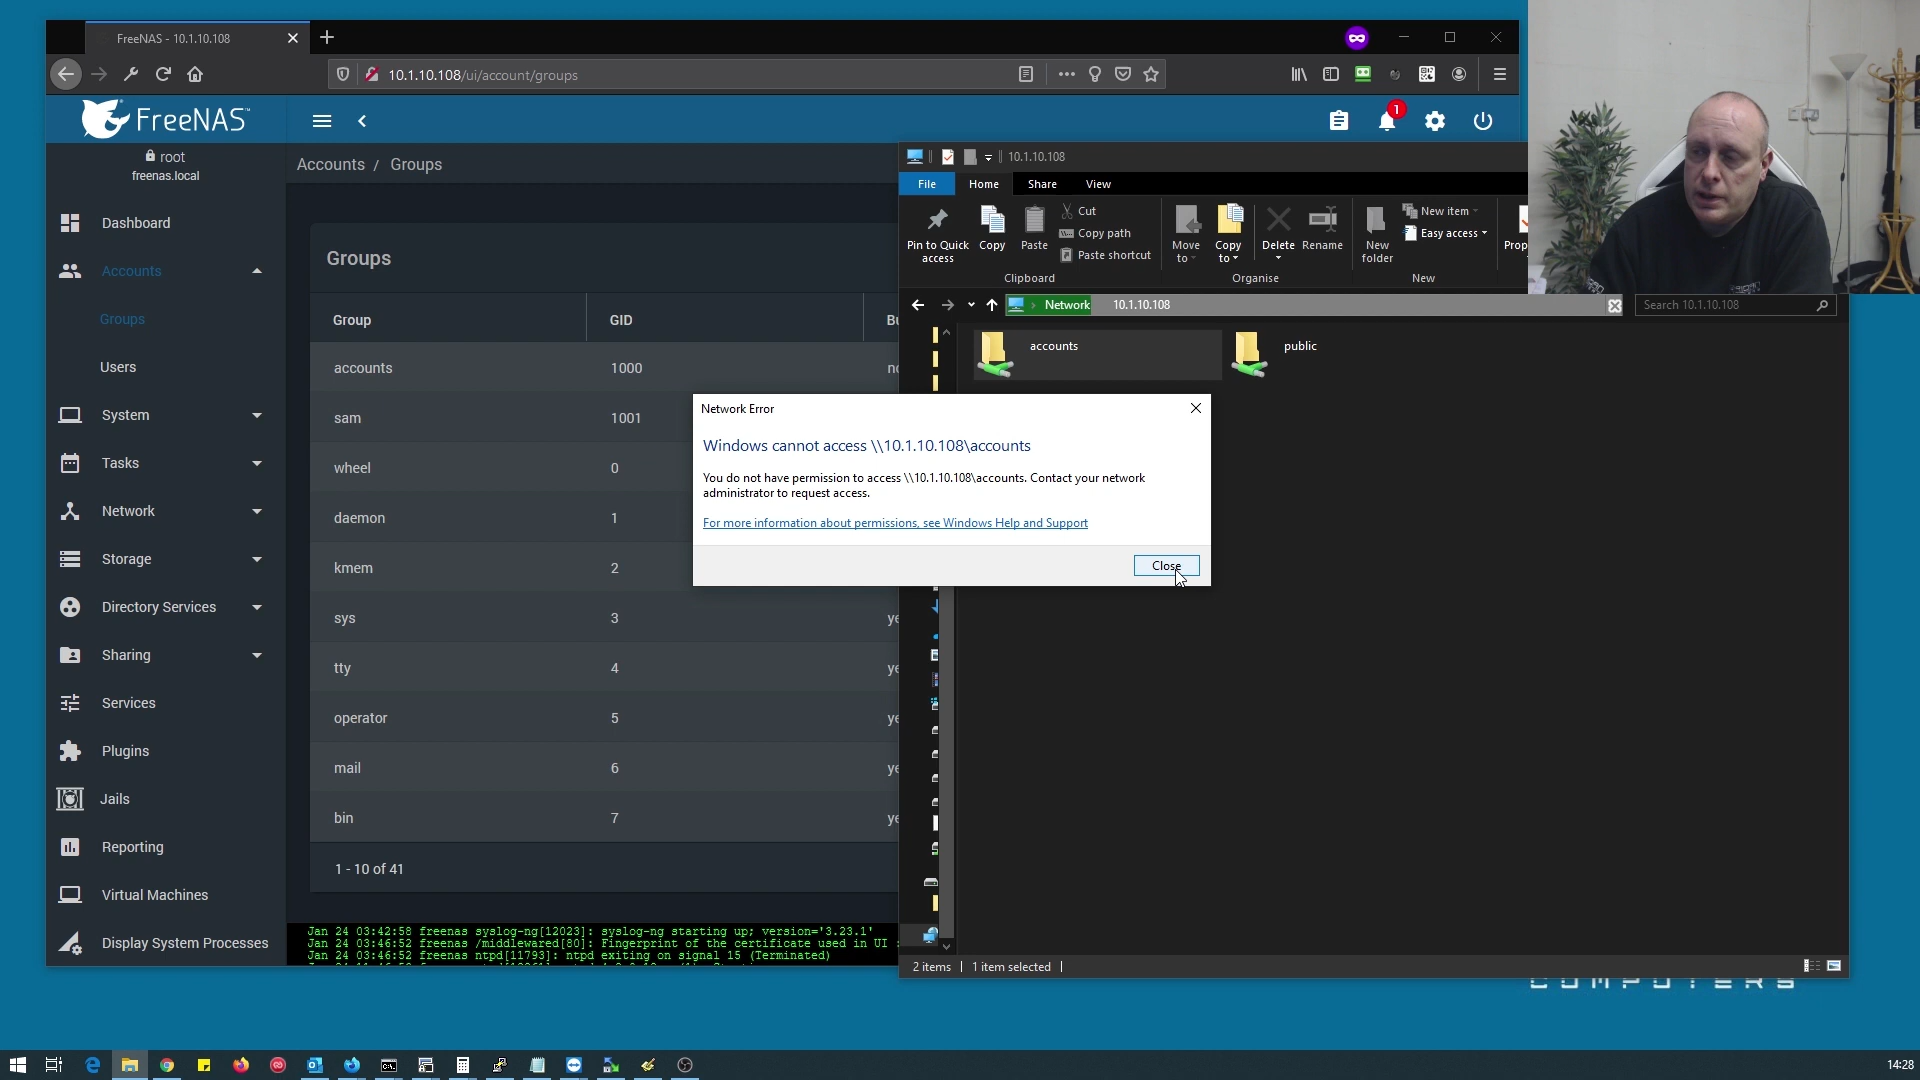 FreeNAS - 10.1.10.108
10.1.10.108/ui/account/groups
FreeNAS™
1
root
freenas.local
Accounts / Groups
Dashboard
Accounts
Groups
Users
System
Tasks
Network
Storage
Directory Services
Sharing
Services
Plugins
Jails
Reporting
Virtual Machines
Display System Processes
Groups
Group GID
accounts 1000
sam 1001
wheel 0
daemon 1
kmem 2
sys 3
tty 4
operator 5
mail 6
bin 7
1 - 10 of 41
Jan 24 03:42:58 freenas syslog-ng[12023]: syslog-ng starting up; version='3.23.1'
Jan 24 03:46:52 freenas /middlewared[80]: Fingerprint of the certificate used in UI :
Jan 24 03:46:52 freenas ntpd[11793]: ntpd exiting on signal 15 (Terminated)
10.1.10.108
File Home Share View
Pin to Quick access
Copy
Paste
Cut
Copy path
Paste shortcut
Clipboard
Move to
Copy to
Delete
Rename
Organise
New folder
New item
Easy access
New
Prop
Network 10.1.10.108
Search 10.1.10.108
accounts
public
Network Error
Windows cannot access \\10.1.10.108\accounts
You do not have permission to access \\10.1.10.108\accounts. Contact your network
administrator to request access.
For more information about permissions, see Windows Help and Support
Close
2 items 1 item selected
COMPUTERS
14:28